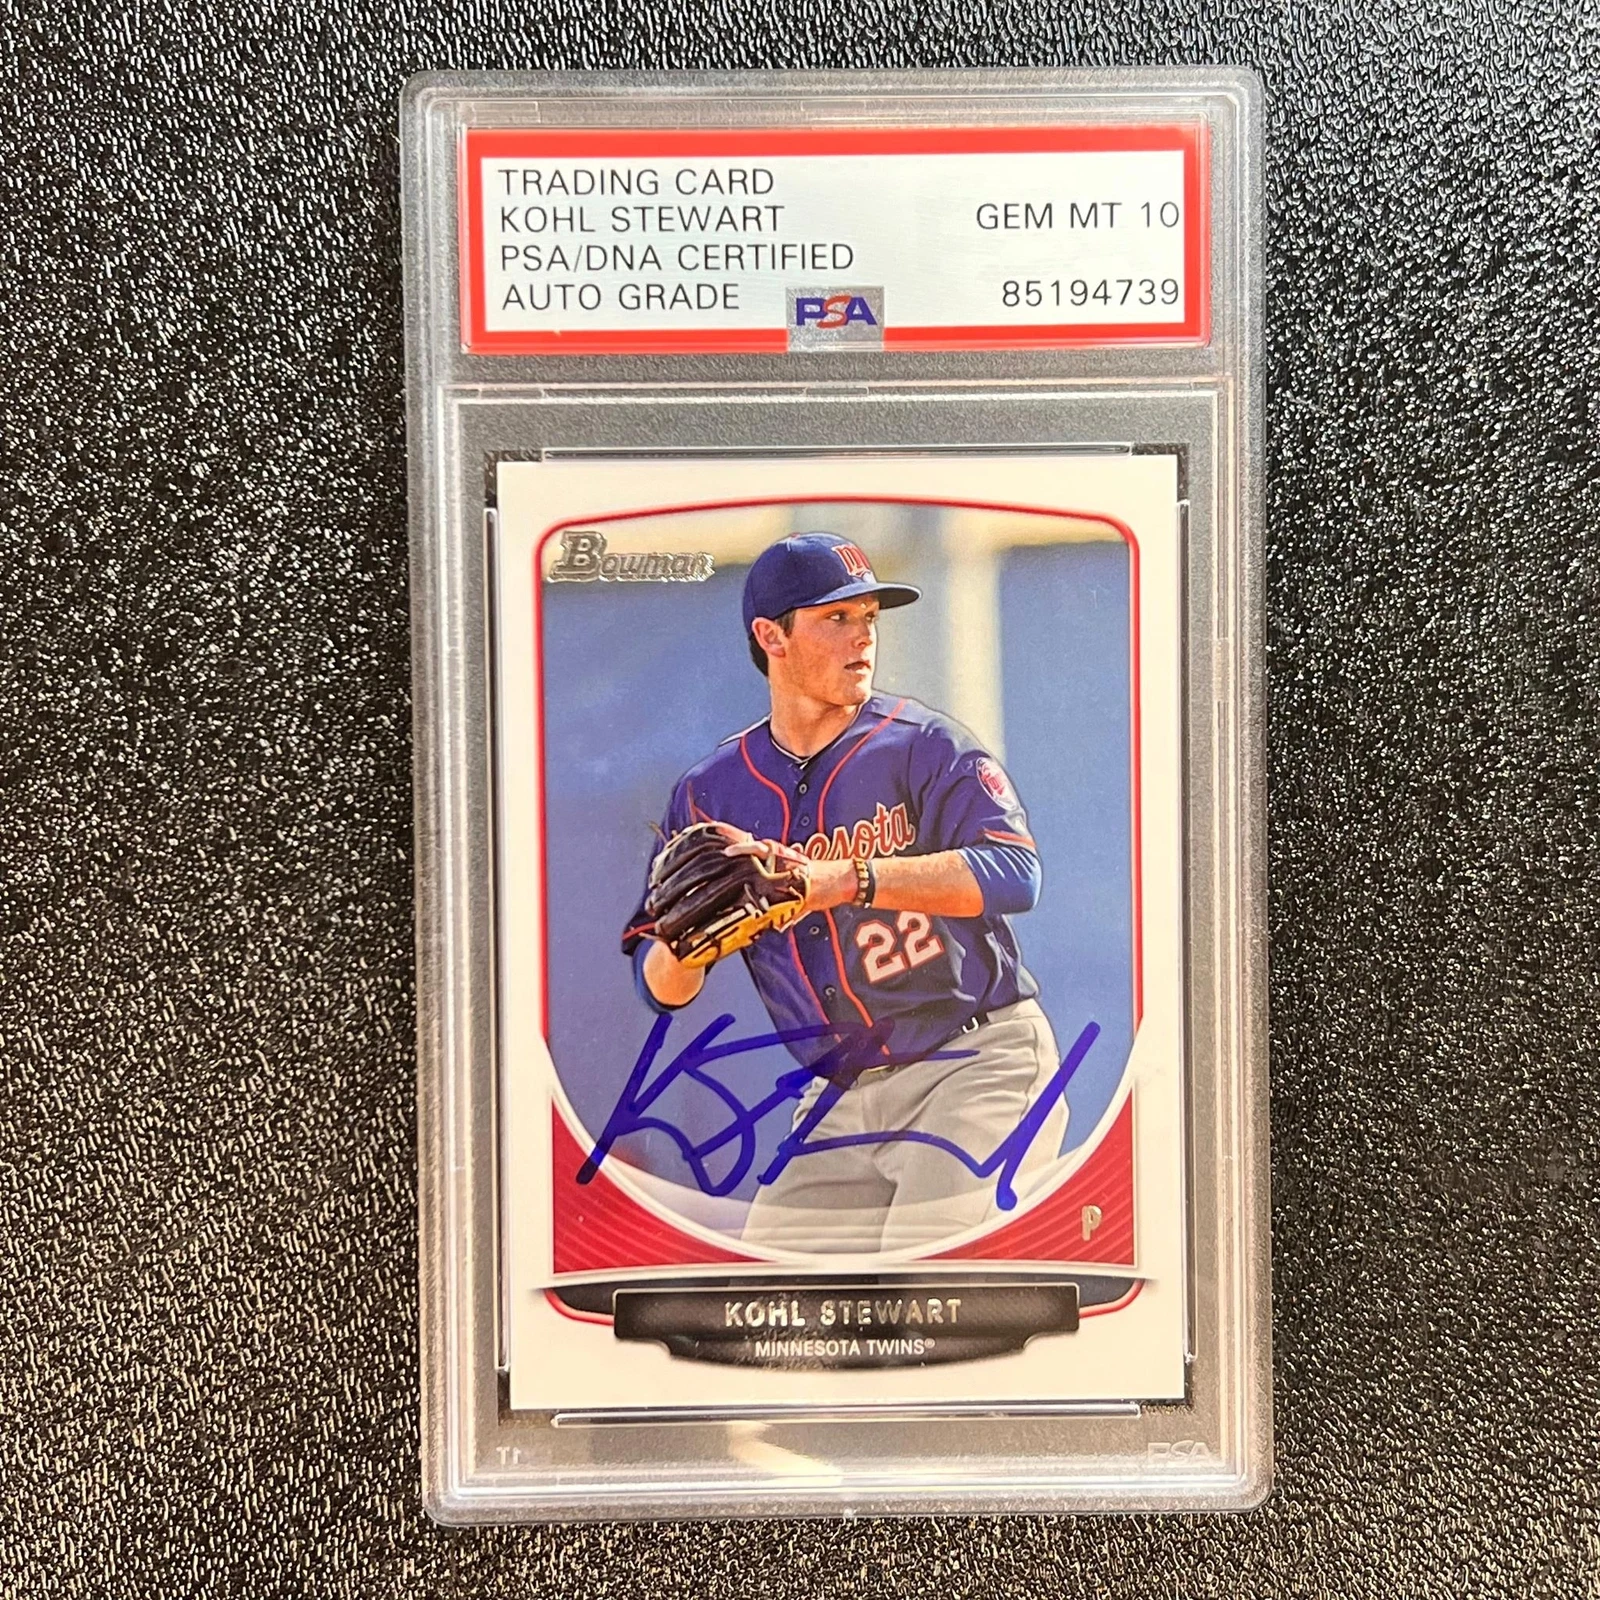 TRADING CARD
KOHL STEWART
PSA/DNA CERTIFIED
AUTO GRADE
GEM MT 10
85194739
PSA
Bowman
nesota
22
P
KOHL STEWART
MINNESOTA TWINS®
PSA